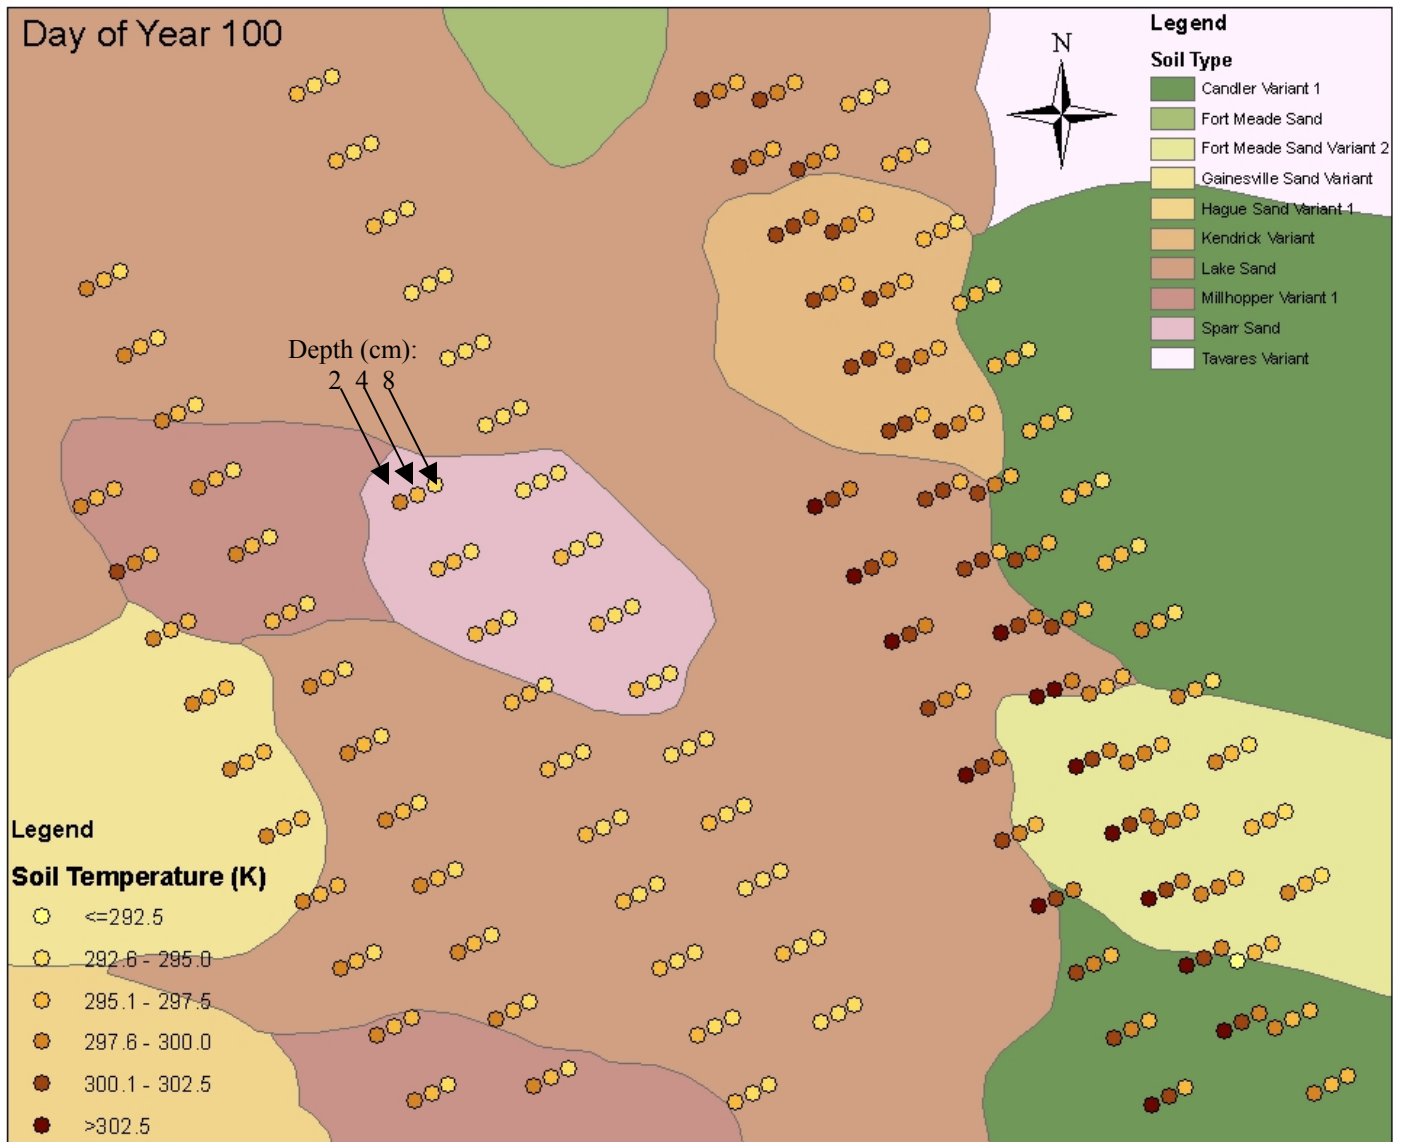 Day of Year 100
N
Legend
Soil Type
Candler Variant 1
Fort Meade Sand
Fort Meade Sand Variant 2
Gainesville Sand Variant
Hague Sand Variant 1
Kendrick Variant
Lake Sand
Millhopper Variant 1
Sparr Sand
Tavares Variant
Depth (cm):
2 4 8
Legend
Soil Temperature (K)
<=292.5
292.6 - 295.0
295.1 - 297.5
297.6 - 300.0
300.1 - 302.5
>302.5